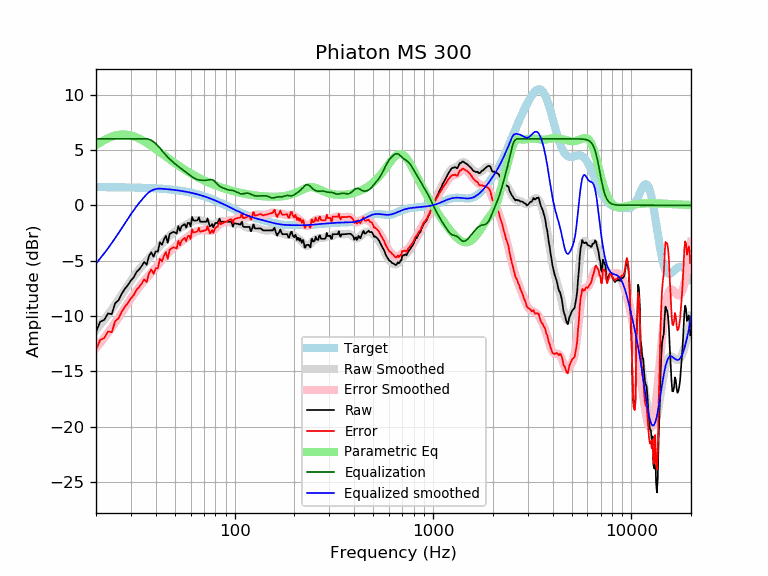 Phiaton MS 300
Amplitude (dBr)
10
5
0
−5
−10
−15
−20
−25
Target
Raw Smoothed
Error Smoothed
Raw
Error
Parametric Eq
Equalization
Equalized smoothed
100
1000
10000
Frequency (Hz)